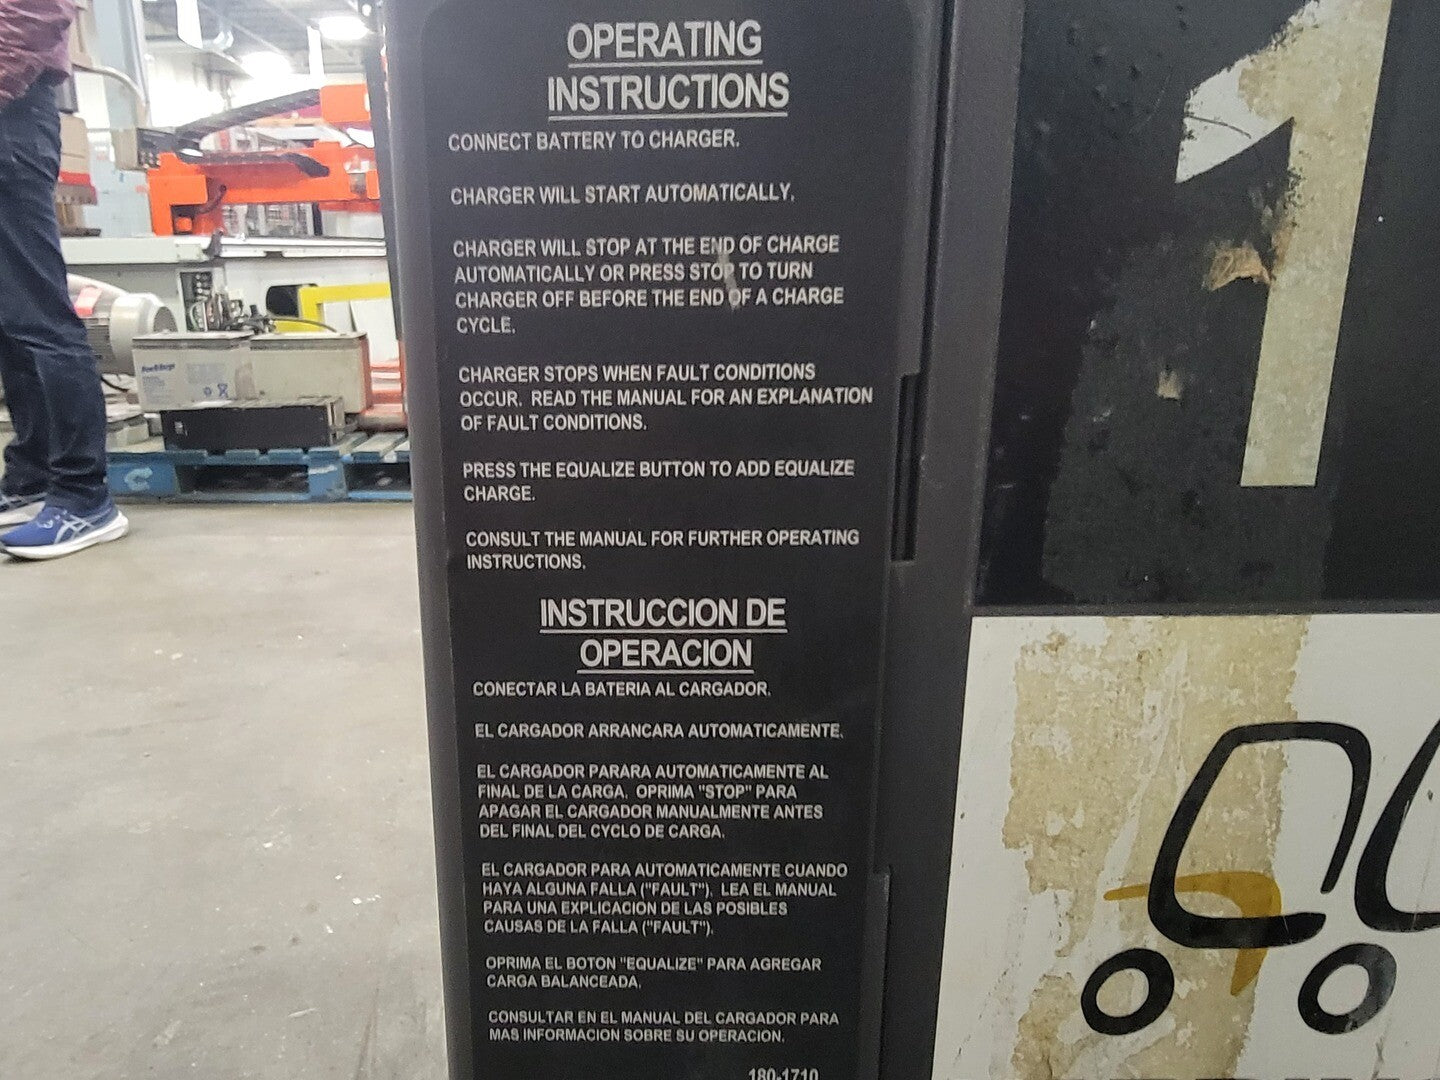 OPERATING
INSTRUCTIONS
CONNECT BATTERY TO CHARGER.
CHARGER WILL START AUTOMATICALLY.
CHARGER WILL STOP AT THE END OF CHARGE
AUTOMATICALLY OR PRESS STOP TO TURN
CHARGER OFF BEFORE THE END OF A CHARGE
CYCLE.
CHARGER STOPS WHEN FAULT CONDITIONS
OCCUR. READ THE MANUAL FOR AN EXPLANATION
OF FAULT CONDITIONS.
PRESS THE EQUALIZE BUTTON TO ADD EQUALIZE
CHARGE.
CONSULT THE MANUAL FOR FURTHER OPERATING
INSTRUCTIONS.
INSTRUCCION DE
OPERACION
CONECTAR LA BATERIA AL CARGADOR.
EL CARGADOR ARRANCARA AUTOMATICAMENTE.
EL CARGADOR PARARA AUTOMATICAMENTE AL
FINAL DE LA CARGA. OPRIMA "STOP" PARA
APAGAR EL CARGADOR MANUALMENTE ANTES
DEL FINAL DEL CYCLO DE CARGA.
EL CARGADOR PARA AUTOMATICAMENTE CUANDO
HAYA ALGUNA FALLA ("FAULT"). LEA EL MANUAL
PARA UNA EXPLICACION DE LAS POSIBLES
CAUSAS DE LA FALLA ("FAULT").
OPRIMA EL BOTON "EQUALIZE" PARA AGREGAR
CARGA BALANCEADA.
CONSULTAR EN EL MANUAL DEL CARGADOR PARA
MAS INFORMACION SOBRE SU OPERACION.
180-1710
1